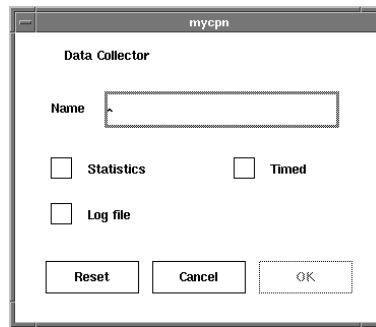 mycpn
Data Collector
Name
Statistics Timed
Log file
Reset Cancel OK